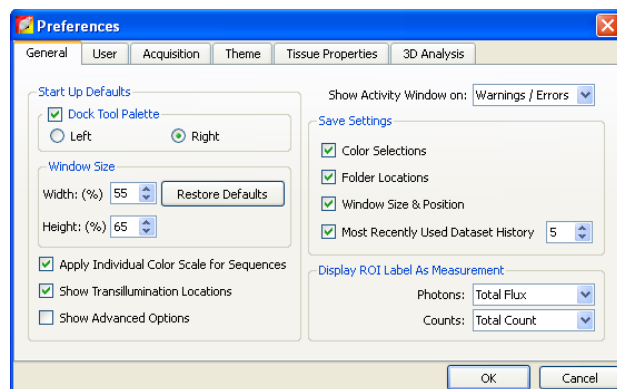 Preferences
General User Acquisition Theme Tissue Properties 3D Analysis
Start Up Defaults
Dock Tool Palette
Left Right
Window Size
Width: (%) 55 Restore Defaults
Height: (%) 65
Apply Individual Color Scale for Sequences
Show Transillumination Locations
Show Advanced Options
Show Activity Window on: Warnings / Errors
Save Settings
Color Selections
Folder Locations
Window Size & Position
Most Recently Used Dataset History 5
Display ROI Label As Measurement
Photons: Total Flux
Counts: Total Count
OK Cancel